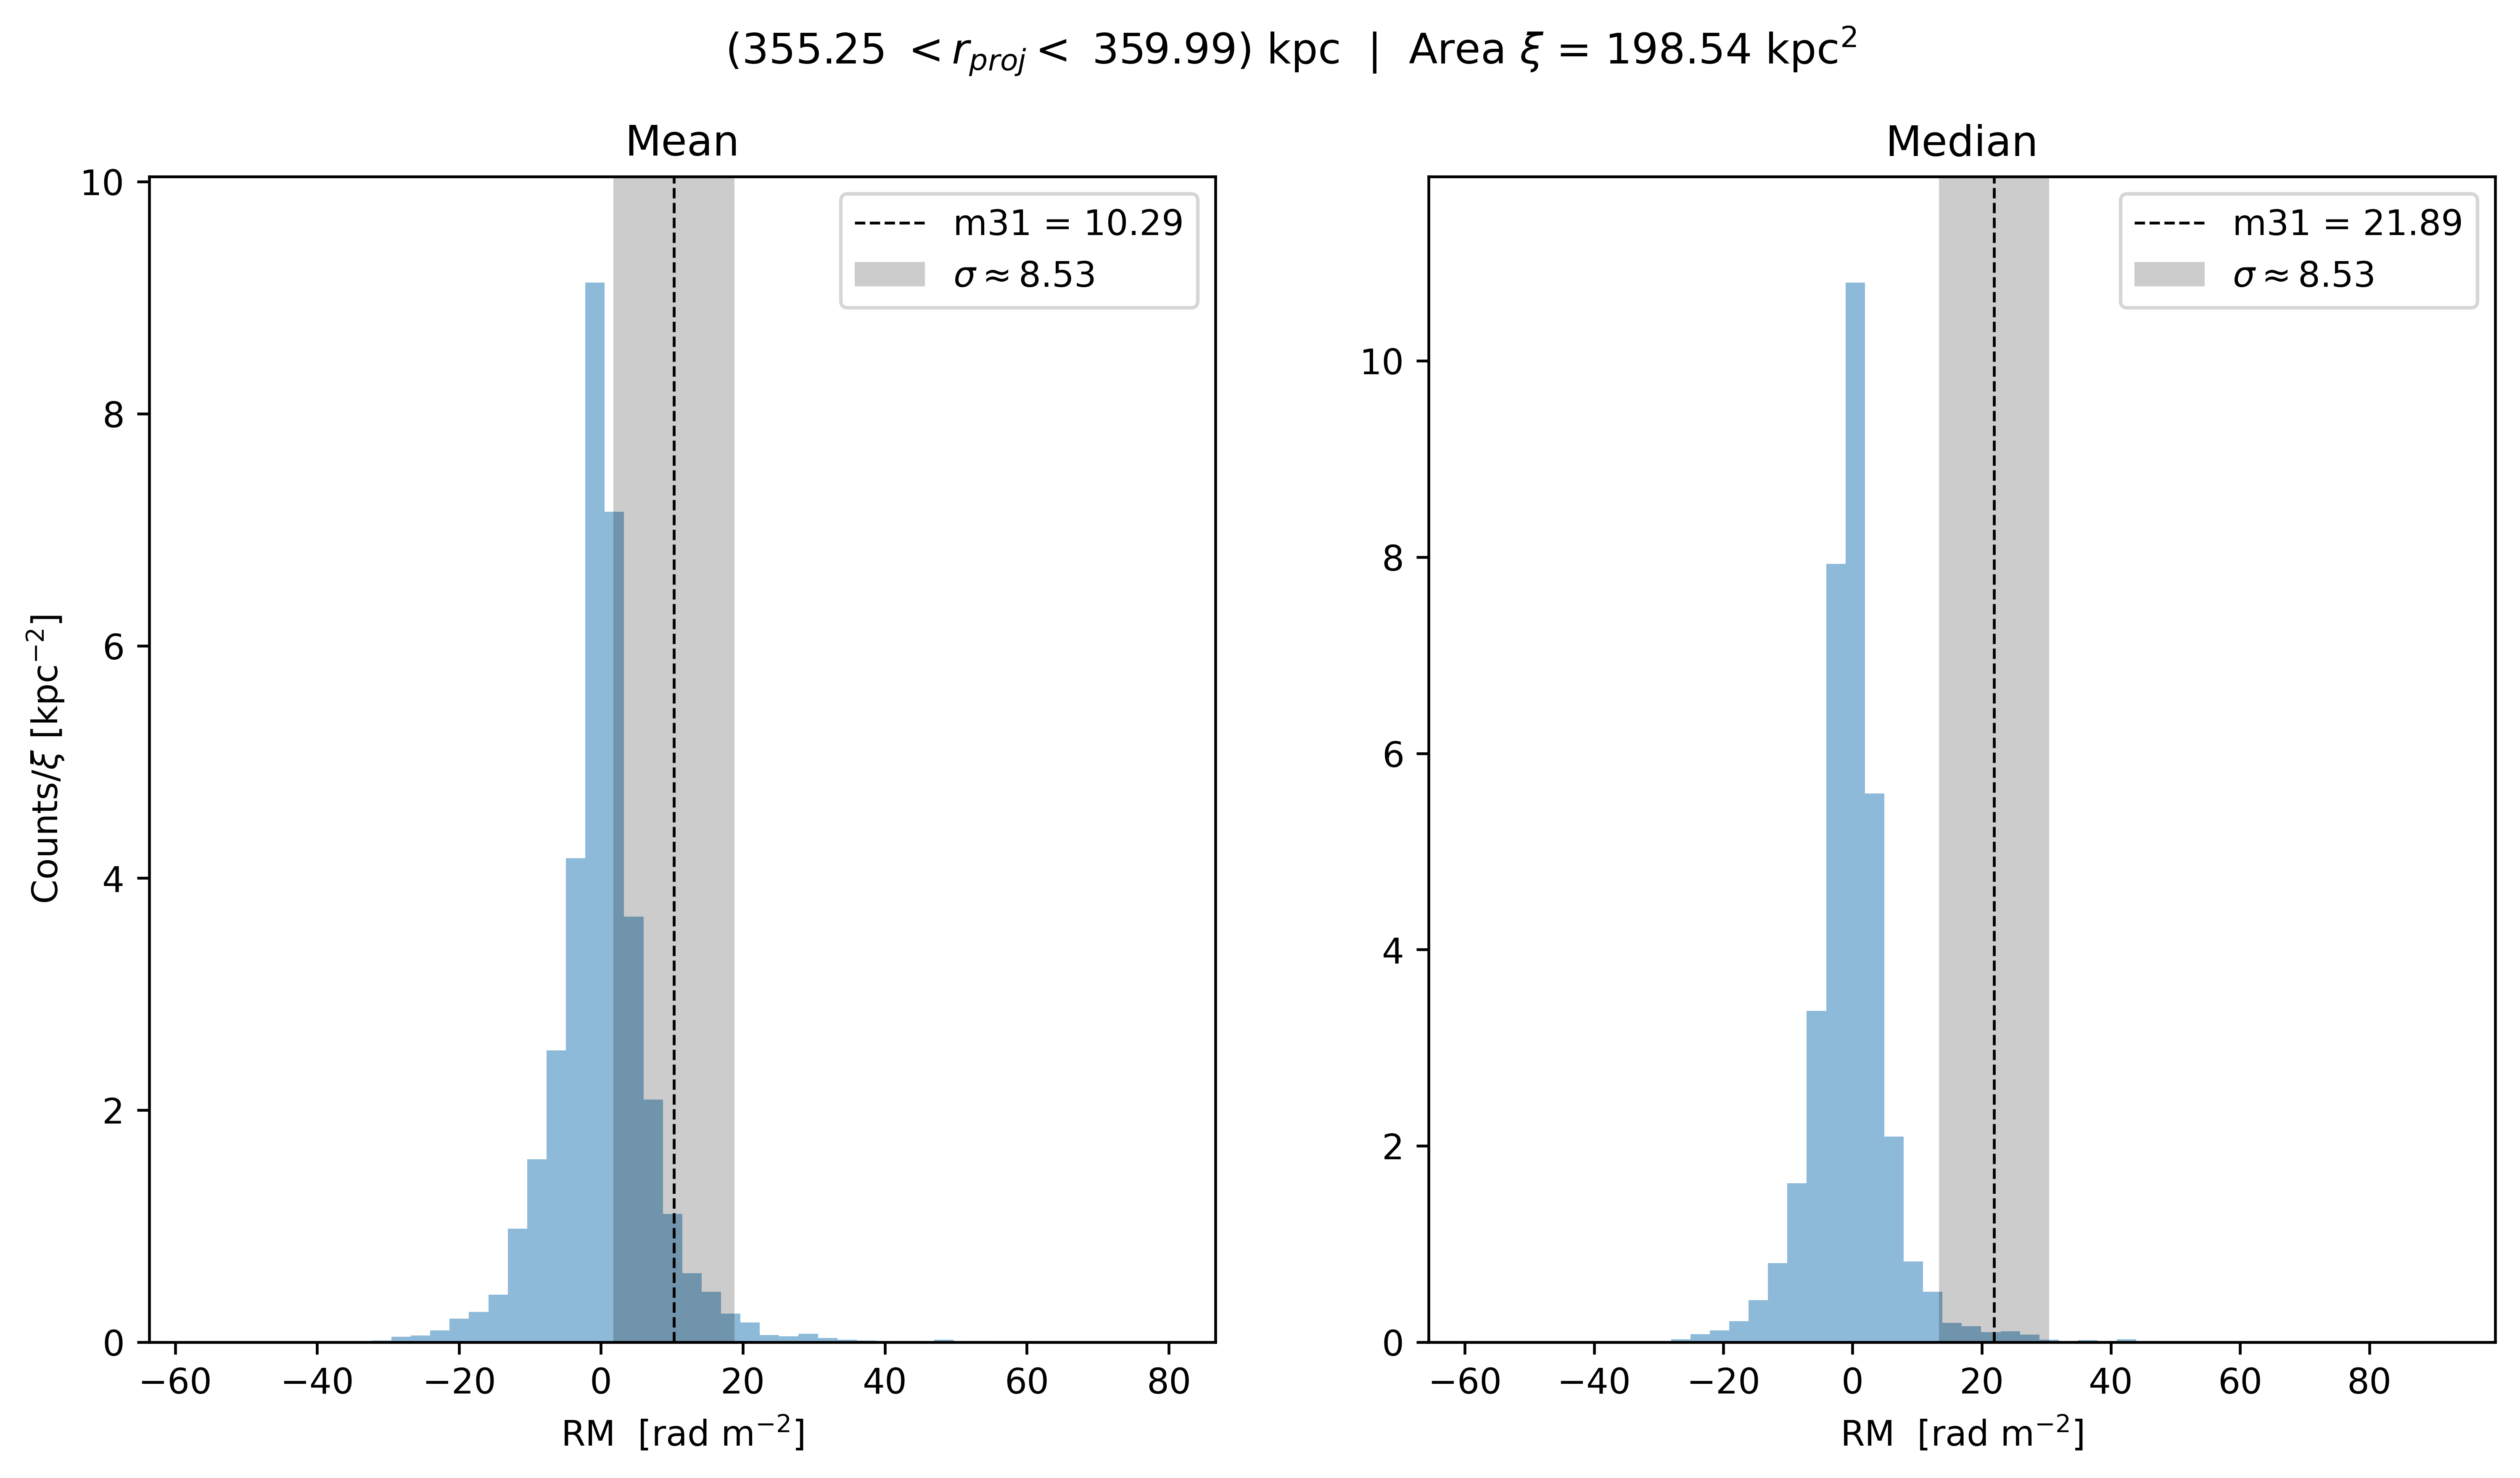 (355.25 < r_proj < 359.99) kpc | Area ξ = 198.54 kpc²
Mean
m31 = 10.29
σ ≈ 8.53
10
8
6
4
2
0
Counts/ξ [kpc⁻²]
−60 −40 −20 0 20 40 60 80
RM [rad m⁻²]
Median
m31 = 21.89
σ ≈ 8.53
10
8
6
4
2
0
−60 −40 −20 0 20 40 60 80
RM [rad m⁻²]